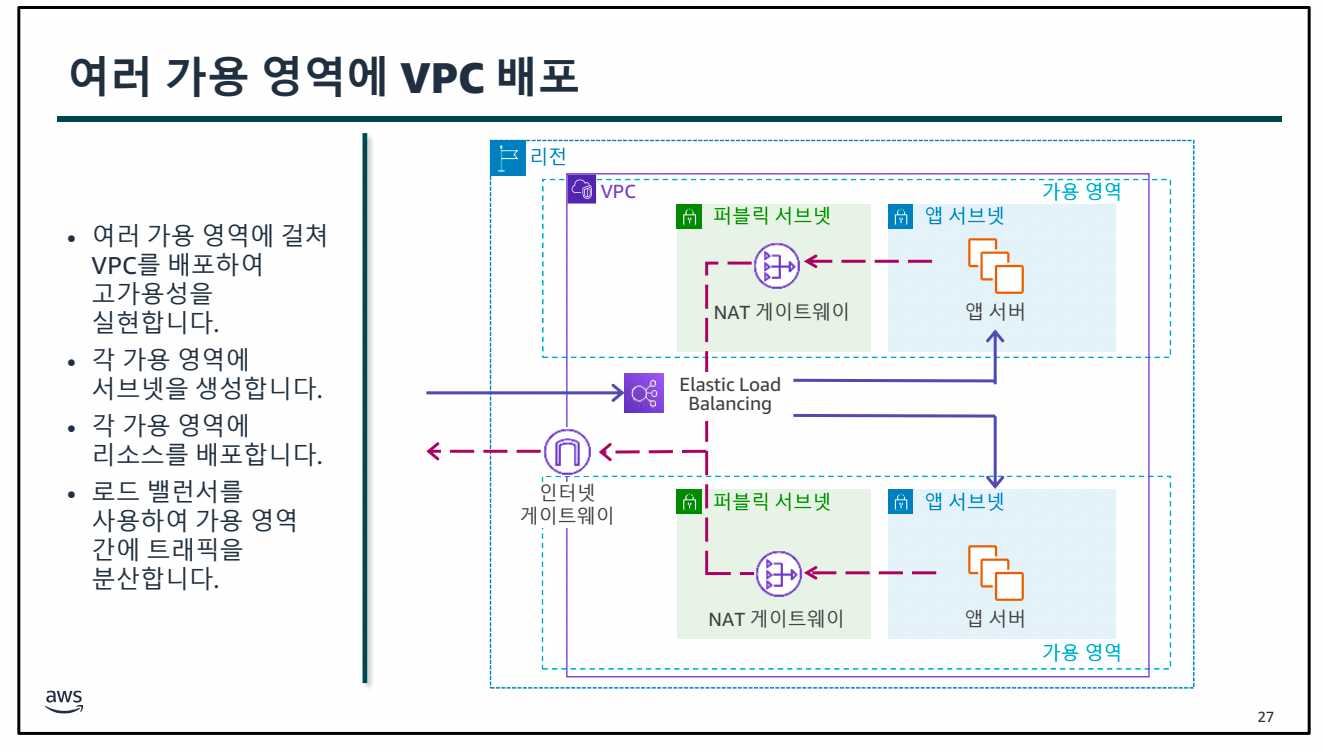 여러 가용 영역에 VPC 배포
• 여러 가용 영역에 걸쳐
VPC를 배포하여
고가용성을
실현합니다.
• 각 가용 영역에
서브넷을 생성합니다.
• 각 가용 영역에
리소스를 배포합니다.
• 로드 밸런서를
사용하여 가용 영역
간에 트래픽을
분산합니다.
리전
VPC
가용 영역
퍼블릭 서브넷
앱 서브넷
NAT 게이트웨이
앱 서버
Elastic Load
Balancing
인터넷
게이트웨이
퍼블릭 서브넷
앱 서브넷
NAT 게이트웨이
앱 서버
가용 영역
aws
27